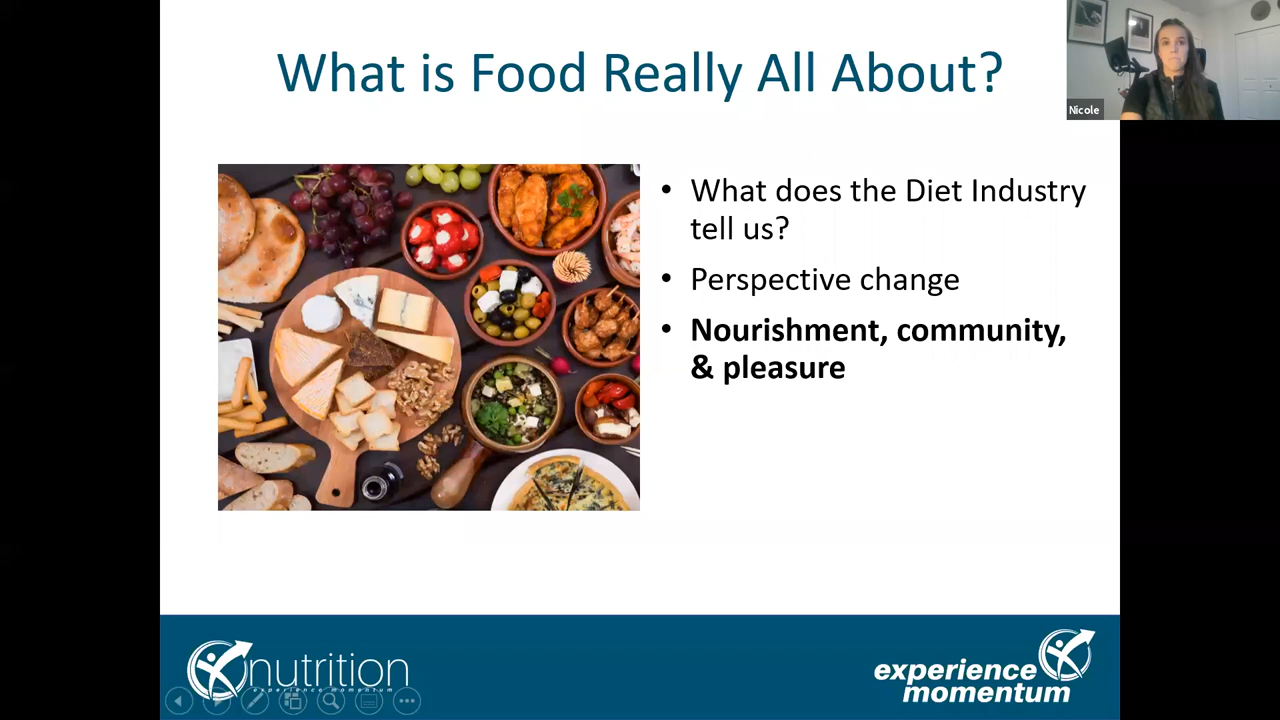 What is Food Really All About?
Nicole
• What does the Diet Industry
tell us?
• Perspective change
• Nourishment, community,
& pleasure
nutrition
experience momentum
experience
momentum